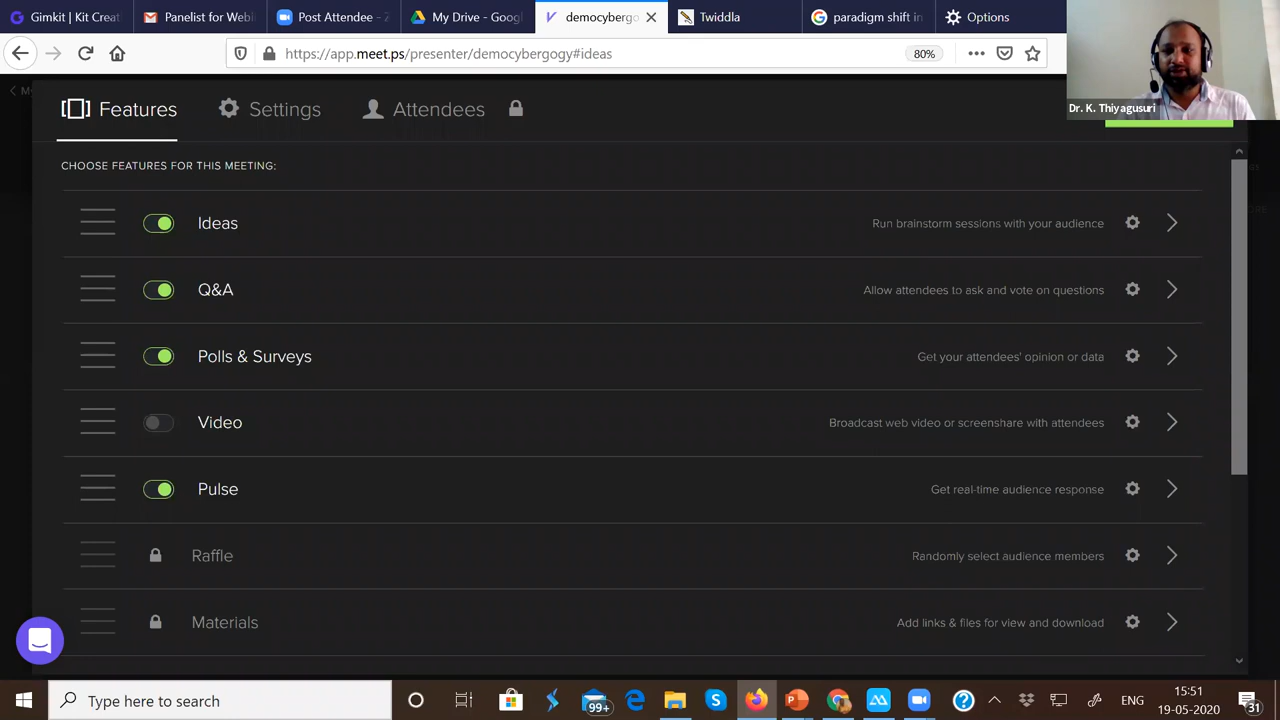 Gimkit | Kit Creat
Panelist for Webi
Post Attendee - Z
My Drive - Googl
democybergo
Twiddla
paradigm shift in
Options
https://app.meet.ps/presenter/democybergogy#ideas
80%
Dr. K. Thiyagusuri
Features
Settings
Attendees
CHOOSE FEATURES FOR THIS MEETING:
Ideas
Run brainstorm sessions with your audience
Q&A
Allow attendees to ask and vote on questions
Polls & Surveys
Get your attendees' opinion or data
Video
Broadcast web video or screenshare with attendees
Pulse
Get real-time audience response
Raffle
Randomly select audience members
Materials
Add links & files for view and download
Type here to search
99+
ENG
15:51
19-05-2020
31